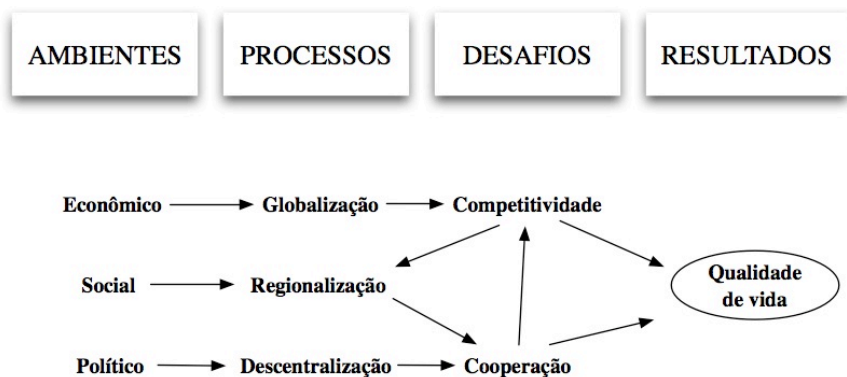 AMBIENTES
PROCESSOS
DESAFIOS
RESULTADOS
Econômico
Globalização
Competitividade
Social
Regionalização
Qualidade
de vida
Político
Descentralização
Cooperação